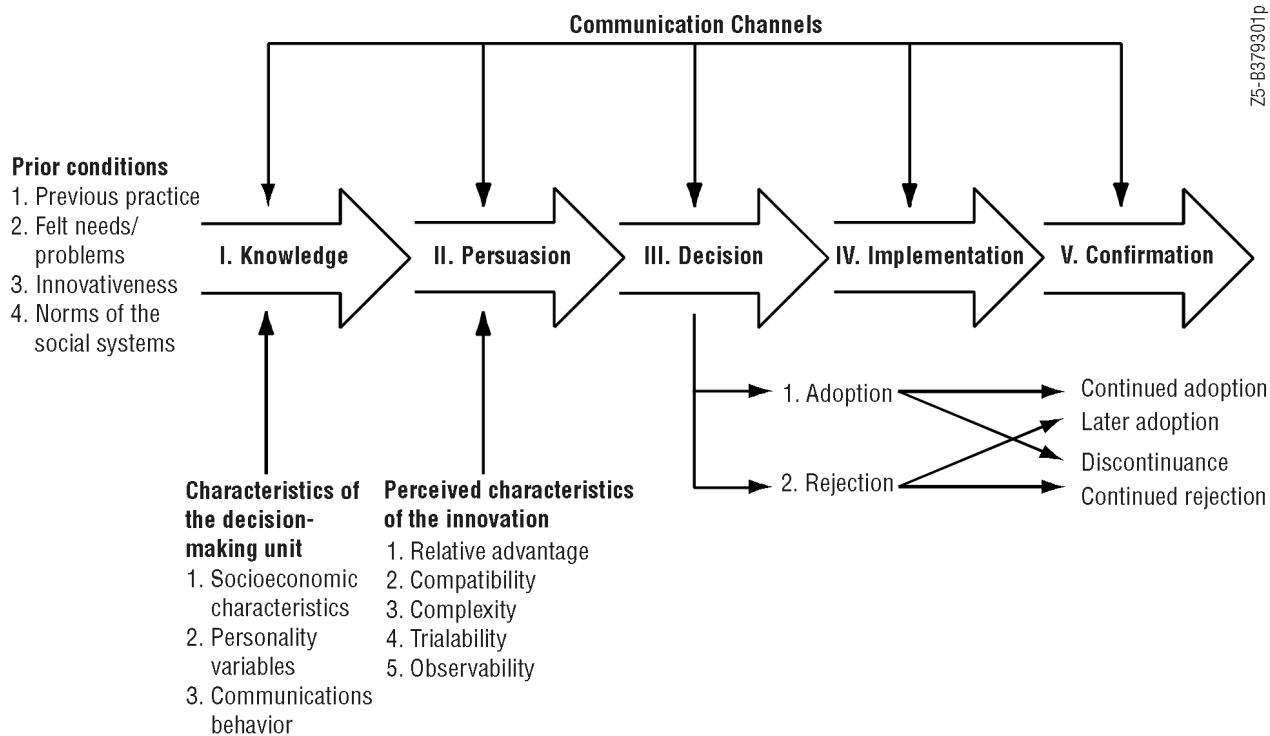 Communication Channels
Z5-B379301p
Prior conditions
1. Previous practice
2. Felt needs/
problems
3. Innovativeness
4. Norms of the
social systems
I. Knowledge
II. Persuasion
III. Decision
IV. Implementation
V. Confirmation
1. Adoption
2. Rejection
Continued adoption
Later adoption
Discontinuance
Continued rejection
Characteristics of
the decision-
making unit
1. Socioeconomic
characteristics
2. Personality
variables
3. Communications
behavior
Perceived characteristics
of the innovation
1. Relative advantage
2. Compatibility
3. Complexity
4. Trialability
5. Observability